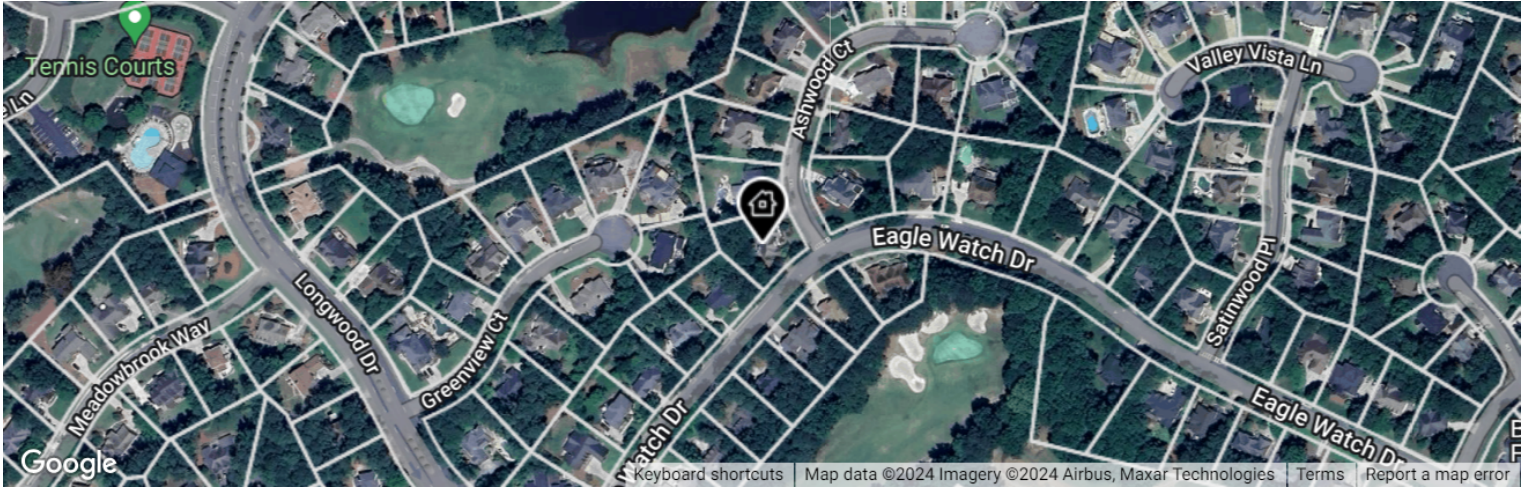 Tennis Courts
Ln
Ashwood Ct
Valley Vista Ln
Eagle Watch Dr
Longwood Dr
Satinwood Pl
Meadowbrook Way
Greenview Ct
Watch Dr
Eagle Watch Dr
Google
Keyboard shortcuts Map data ©2024 Imagery ©2024 Airbus, Maxar Technologies Terms Report a map error